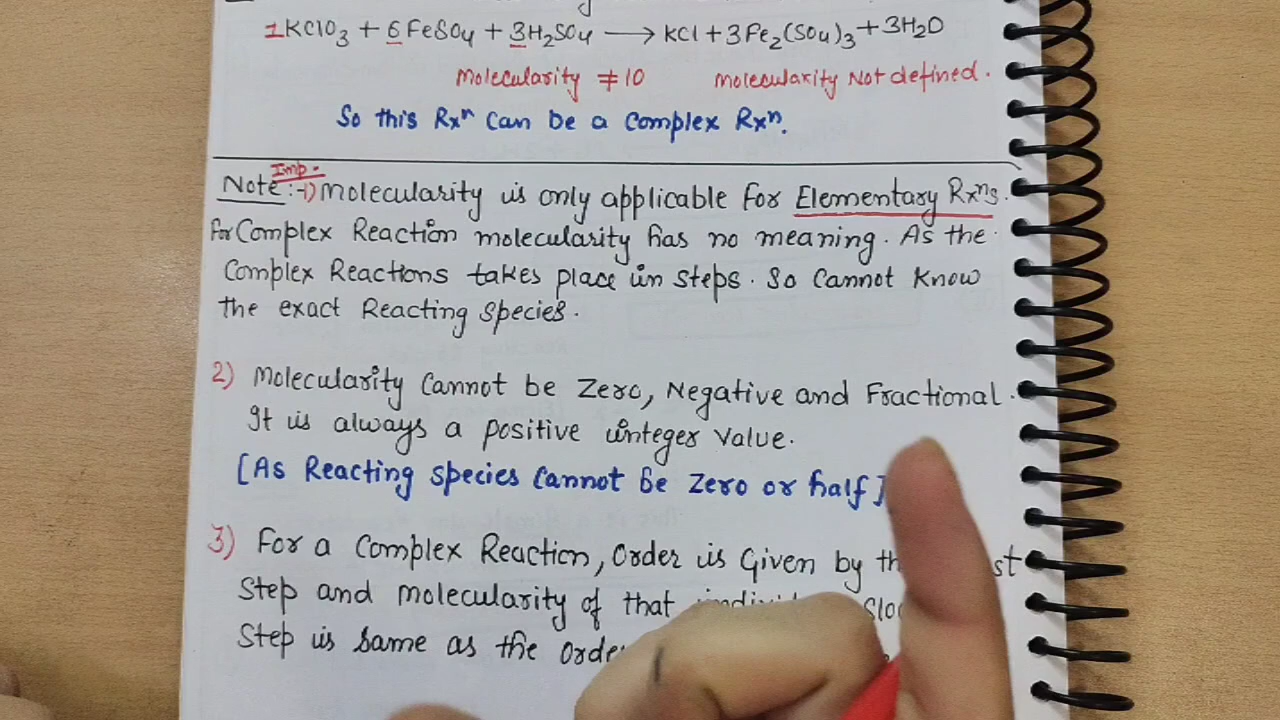 1KClO3 + 6FeSO4 + 3H2SO4 ⟶ KCl + 3Fe2(SO4)3 + 3H2O
Molecularity ≠ 10 Molecularity Not defined.
So this Rxn can be a Complex Rxn.
Imp.
Note:- 1) Molecularity is only applicable for Elementary Rxns.
For Complex Reaction molecularity has no meaning. As the
Complex Reactions takes place in steps. So Cannot Know
the exact Reacting species.
2) Molecularity Cannot be Zero, Negative and Fractional.
It is always a positive integer value.
[As Reacting species Cannot be Zero or half]
3) For a Complex Reaction, Order is Given by
Step and molecularity of that
Step is same as the